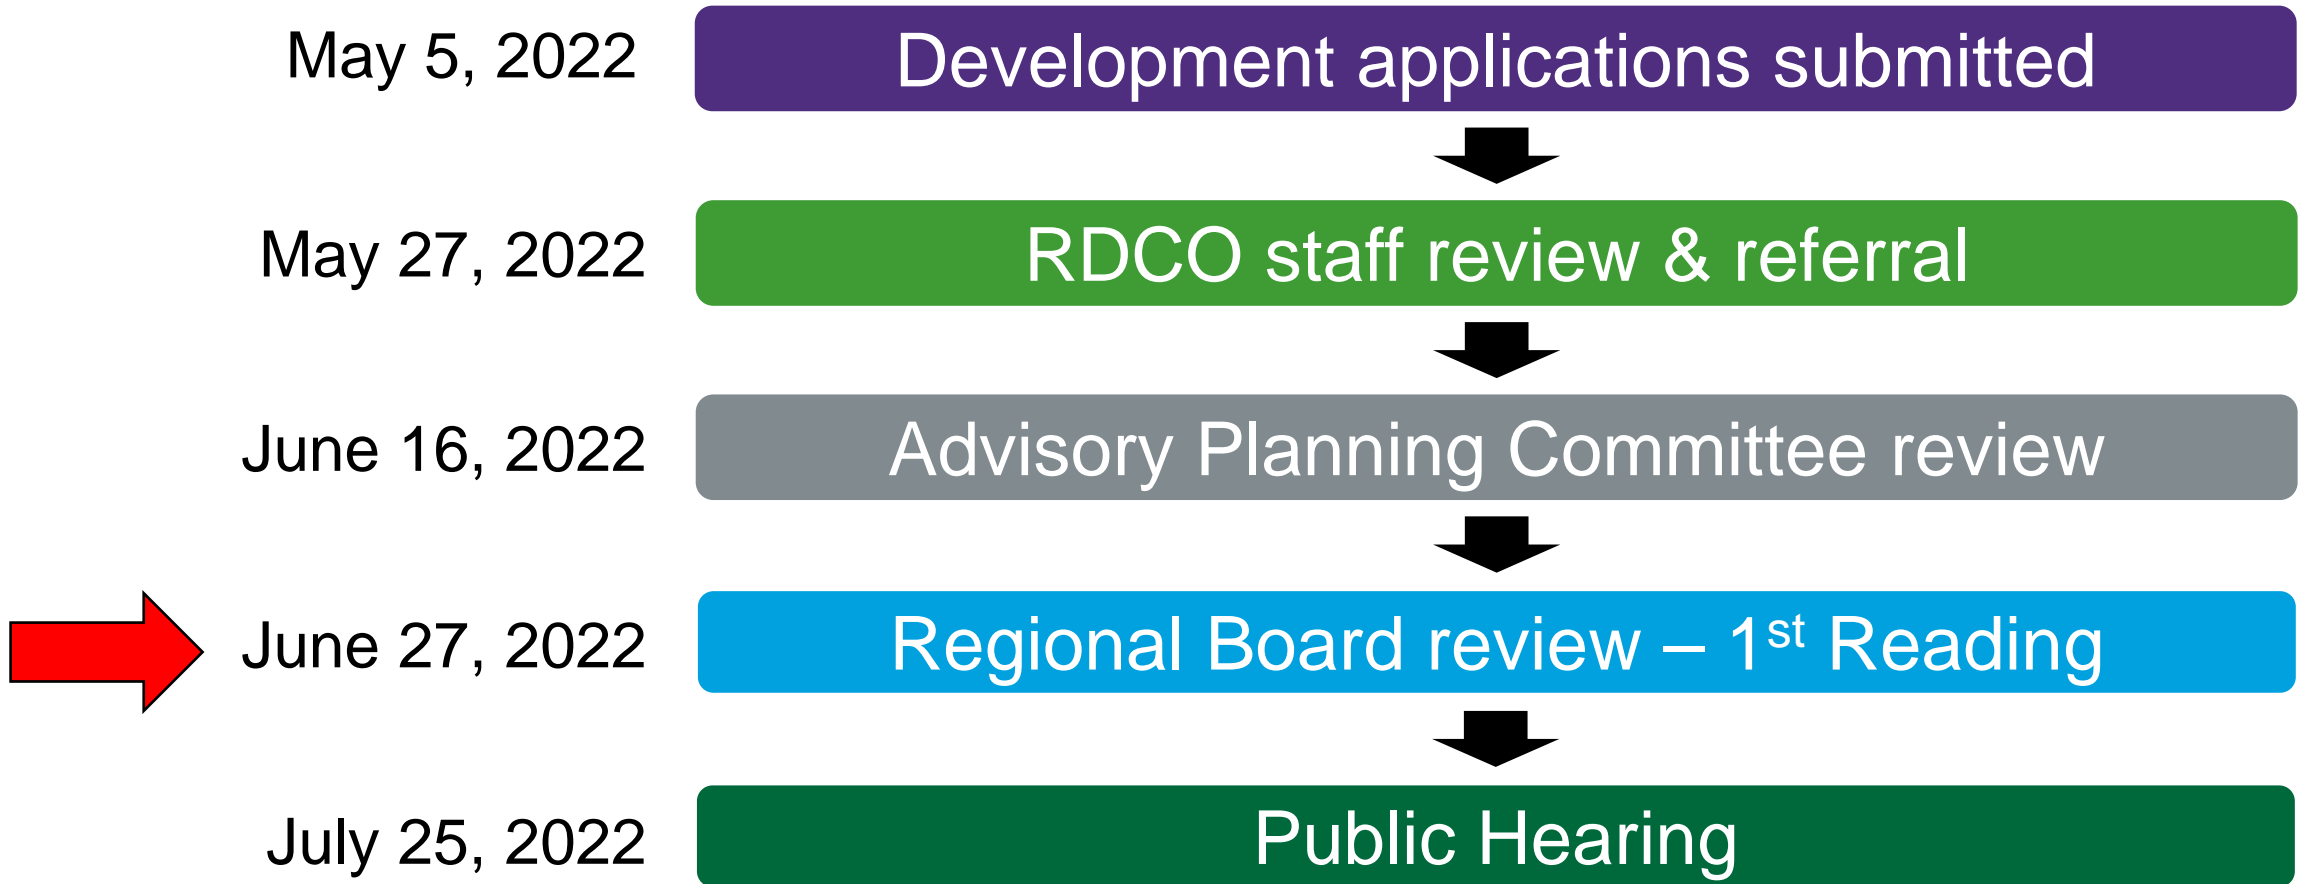 May 5, 2022 Development applications submitted
May 27, 2022 RDCO staff review & referral
June 16, 2022 Advisory Planning Committee review
June 27, 2022 Regional Board review – 1st Reading
July 25, 2022 Public Hearing